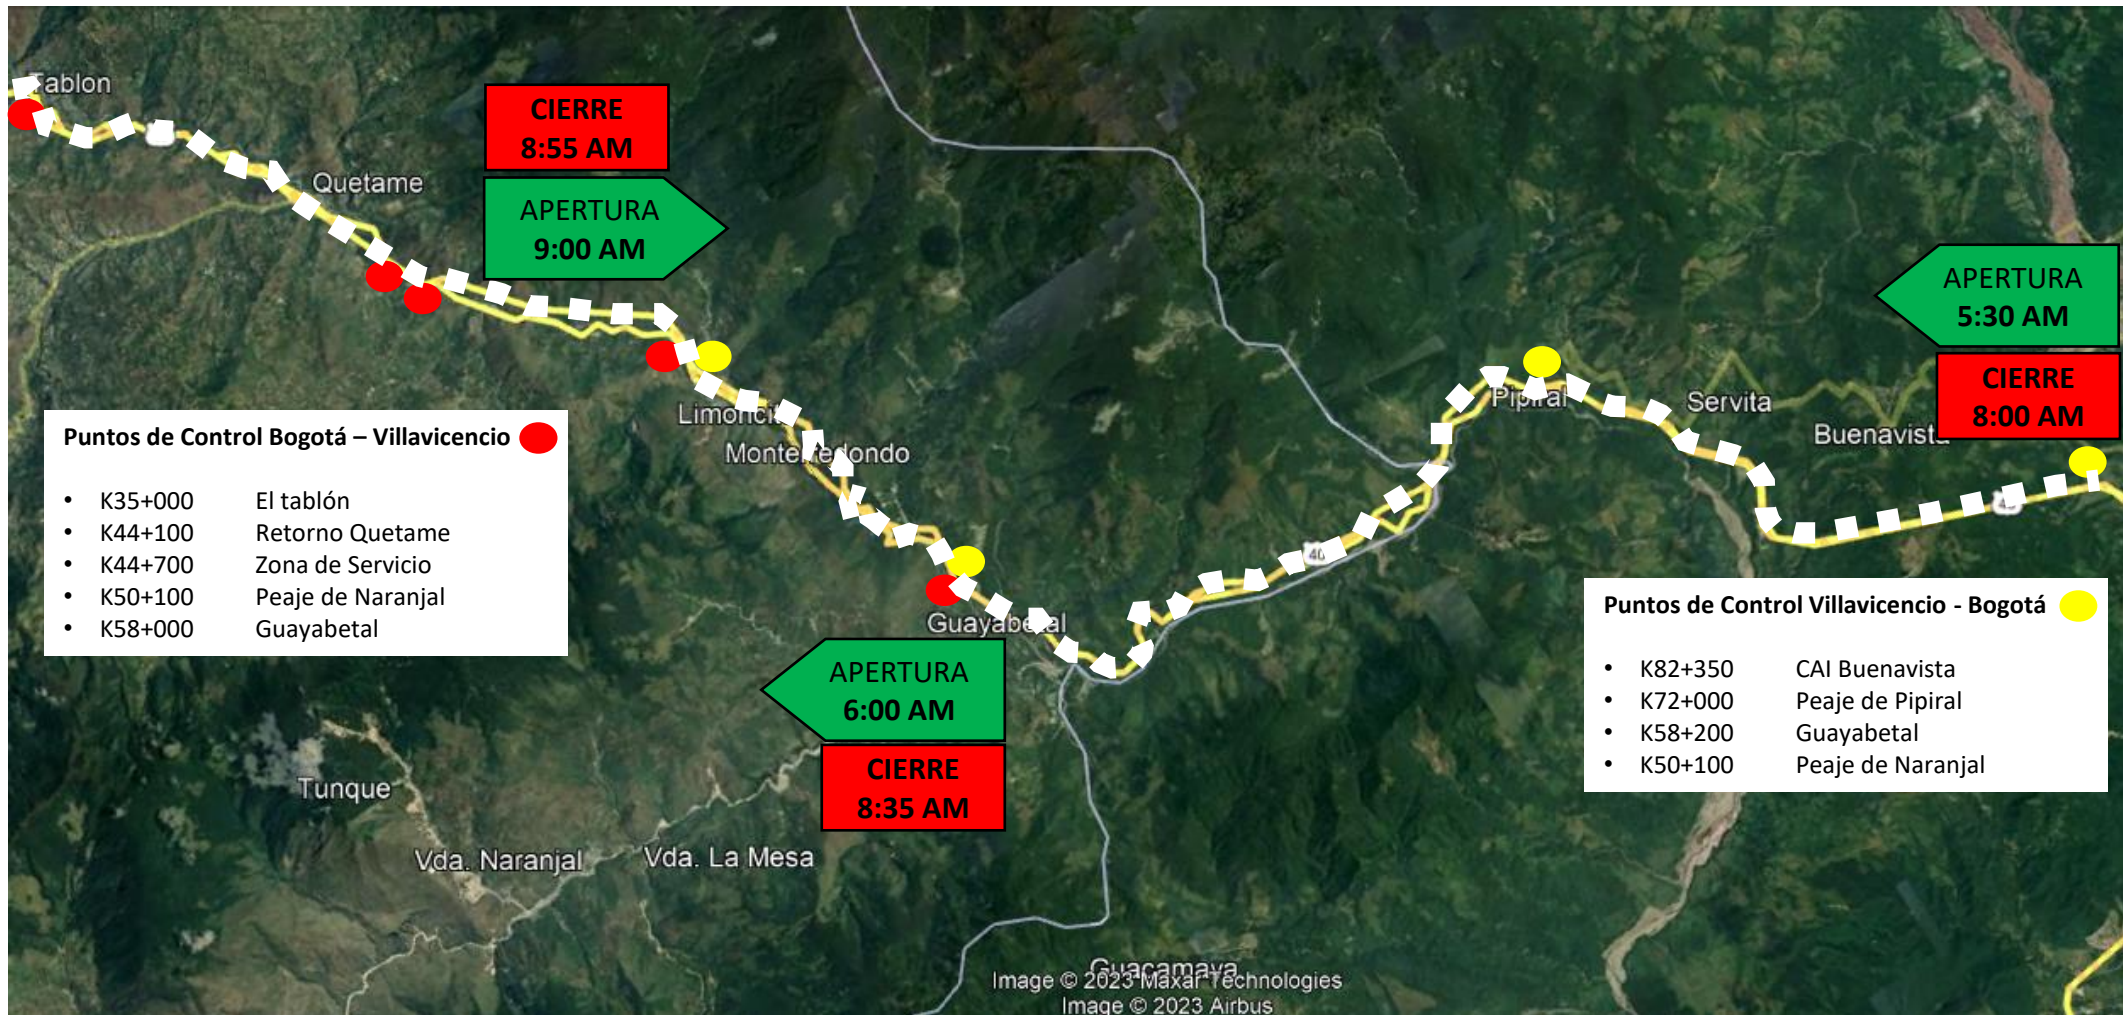 Tablon
CIERRE
8:55 AM
Quetame
APERTURA
9:00 AM
APERTURA
5:30 AM
CIERRE
8:00 AM
Pipiral
Servita
Buenavista
Limoncit
Monterredondo
Puntos de Control Bogotá – Villavicencio
• K35+000 El tablón
• K44+100 Retorno Quetame
• K44+700 Zona de Servicio
• K50+100 Peaje de Naranjal
• K58+000 Guayabetal
40
Guayabetal
APERTURA
6:00 AM
CIERRE
8:35 AM
Puntos de Control Villavicencio - Bogotá
• K82+350 CAI Buenavista
• K72+000 Peaje de Pipiral
• K58+200 Guayabetal
• K50+100 Peaje de Naranjal
Tunque
Vda. Naranjal
Vda. La Mesa
Guacamaya
Image © 2023 Maxar Technologies
Image © 2023 Airbus